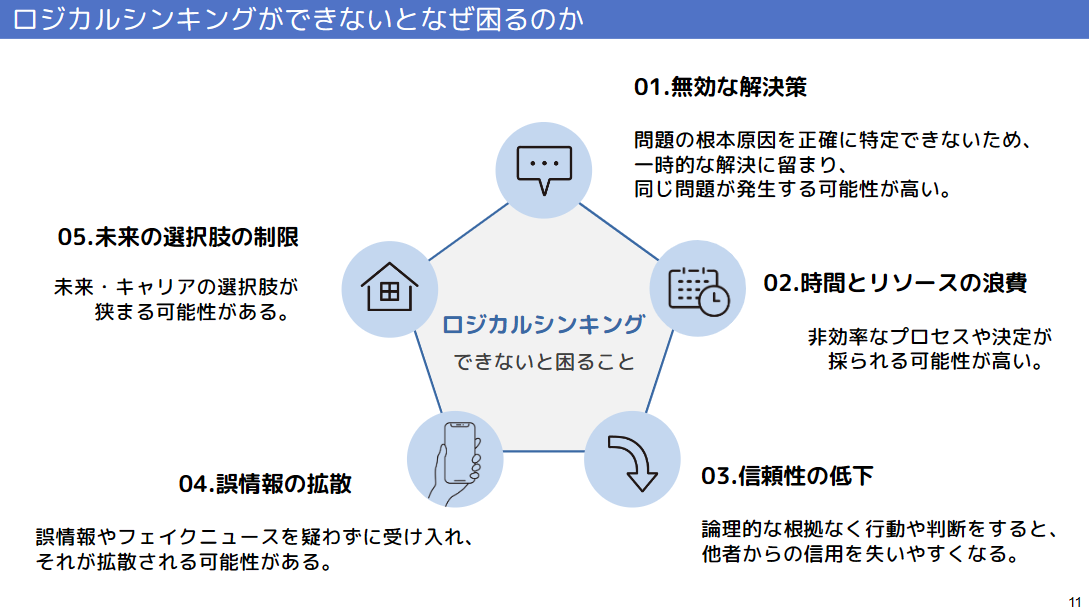 ロジカルシンキングができないとなぜ困るのか
01.無効な解決策
問題の根本原因を正確に特定できないため、
一時的な解決に留まり、
同じ問題が発生する可能性が高い。
02.時間とリソースの浪費
非効率なプロセスや決定が
採られる可能性が高い。
03.信頼性の低下
論理的な根拠なく行動や判断をすると、
他者からの信用を失いやすくなる。
04.誤情報の拡散
誤情報やフェイクニュースを疑わずに受け入れ、
それが拡散される可能性がある。
05.未来の選択肢の制限
未来・キャリアの選択肢が
狭まる可能性がある。
ロジカルシンキング
できないと困ること
11